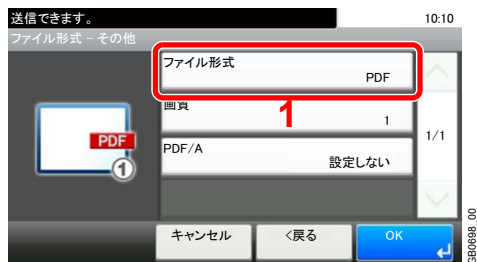 送信できます。 10:10
ファイル形式 - その他
ファイル形式
PDF
画質
1
1
PDF/A
設定しない
1/1
PDF
1
キャンセル <戻る OK
GB0698_00